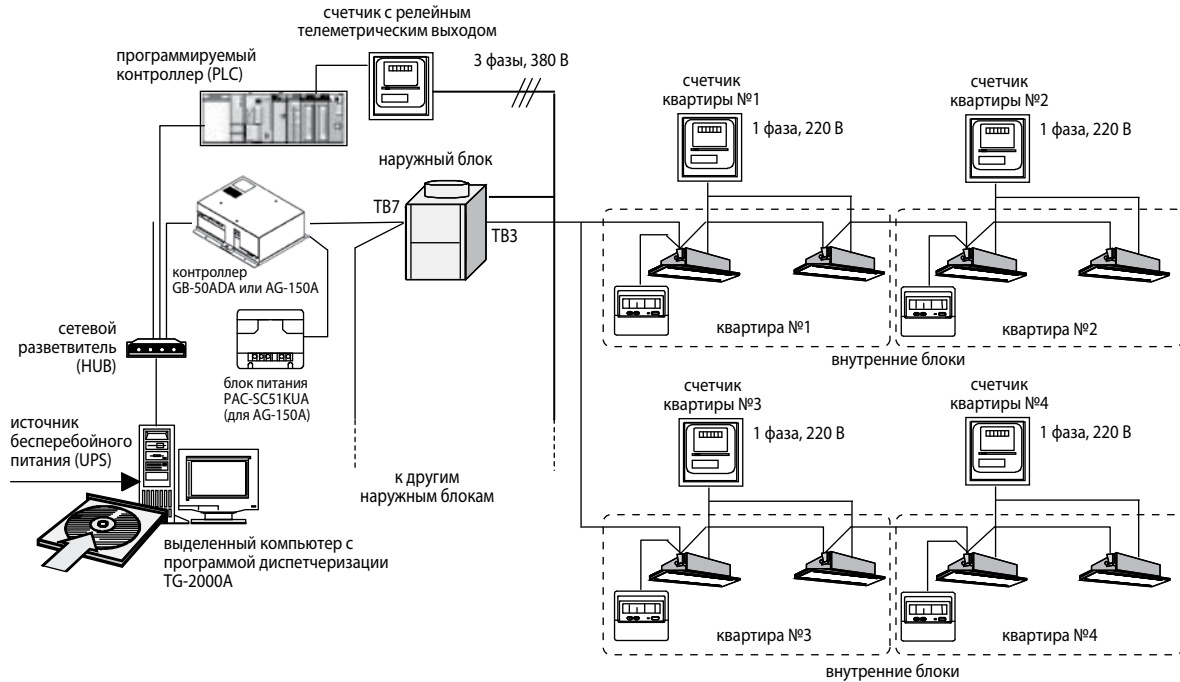 счетчик с релейным
телеметрическим выходом
программируемый
контроллер (PLC)
3 фазы, 380 В
счетчик
квартиры №1
1 фаза, 220 В
счетчик
квартиры №2
1 фаза, 220 В
наружный блок
TB7
TB3
контроллер
GB-50ADA или AG-150A
квартира №1
квартира №2
внутренние блоки
сетевой
разветвитель
(HUB)
блок питания
PAC-SC51KUA
(для AG-150A)
счетчик
квартиры №3
1 фаза, 220 В
счетчик
квартиры №4
1 фаза, 220 В
источник
бесперебойного
питания (UPS)
к другим
наружным блокам
выделенный компьютер с
программой диспетчеризации
TG-2000A
квартира №3
квартира №4
внутренние блоки